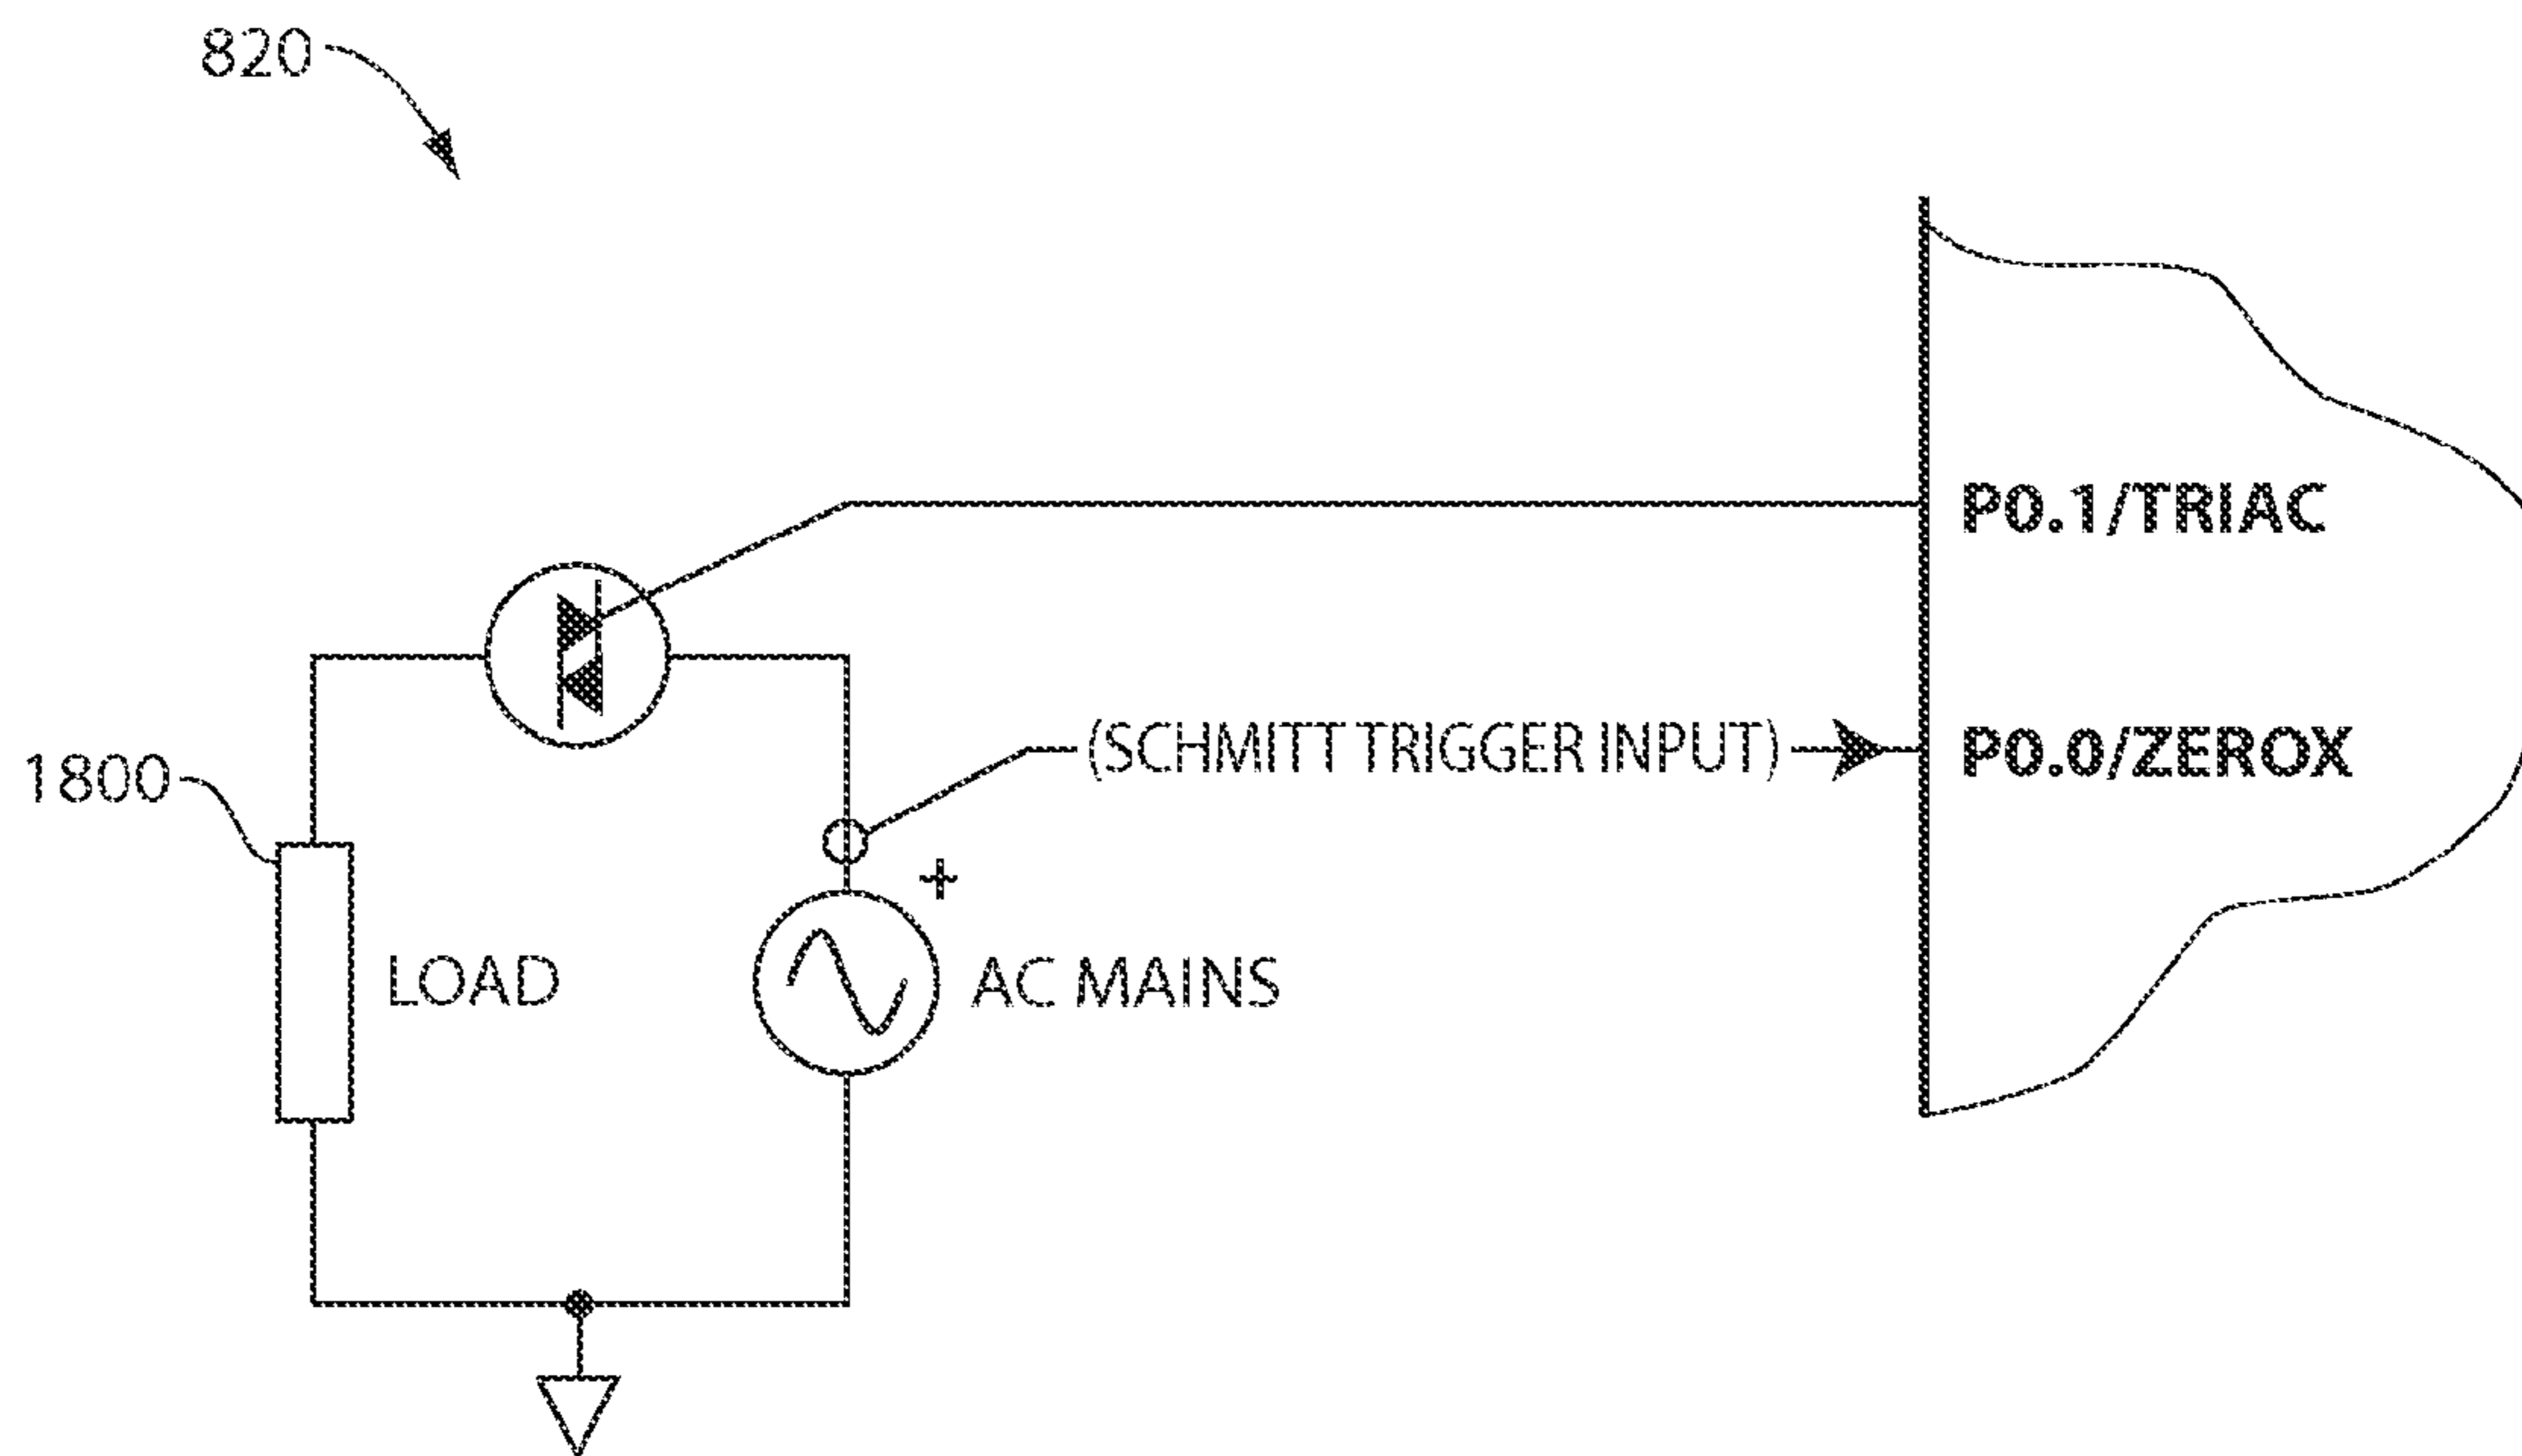 820
P0.1/TRIAC
(SCHMITT TRIGGER INPUT)
P0.0/ZEROX
1800
+
LOAD
AC MAINS